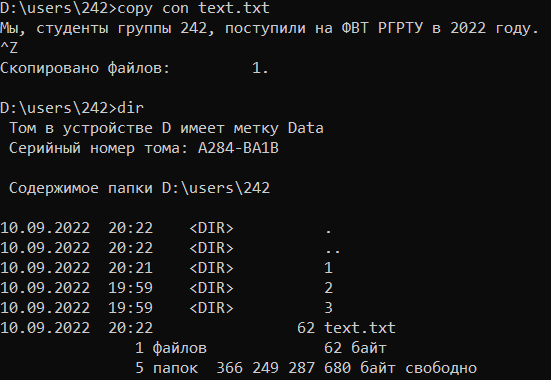 D:\users\242>copy con text.txt
Мы, студенты группы 242, поступили на ФВТ РГРТУ в 2022 году.
^Z
Скопировано файлов:         1.
D:\users\242>dir
 Том в устройстве D имеет метку Data
 Серийный номер тома: A284-BA1B
 Содержимое папки D:\users\242
10.09.2022  20:22    <DIR>          .
10.09.2022  20:22    <DIR>          ..
10.09.2022  20:21    <DIR>          1
10.09.2022  19:59    <DIR>          2
10.09.2022  19:59    <DIR>          3
10.09.2022  20:22                62 text.txt
               1 файлов             62 байт
               5 папок  366 249 287 680 байт свободно